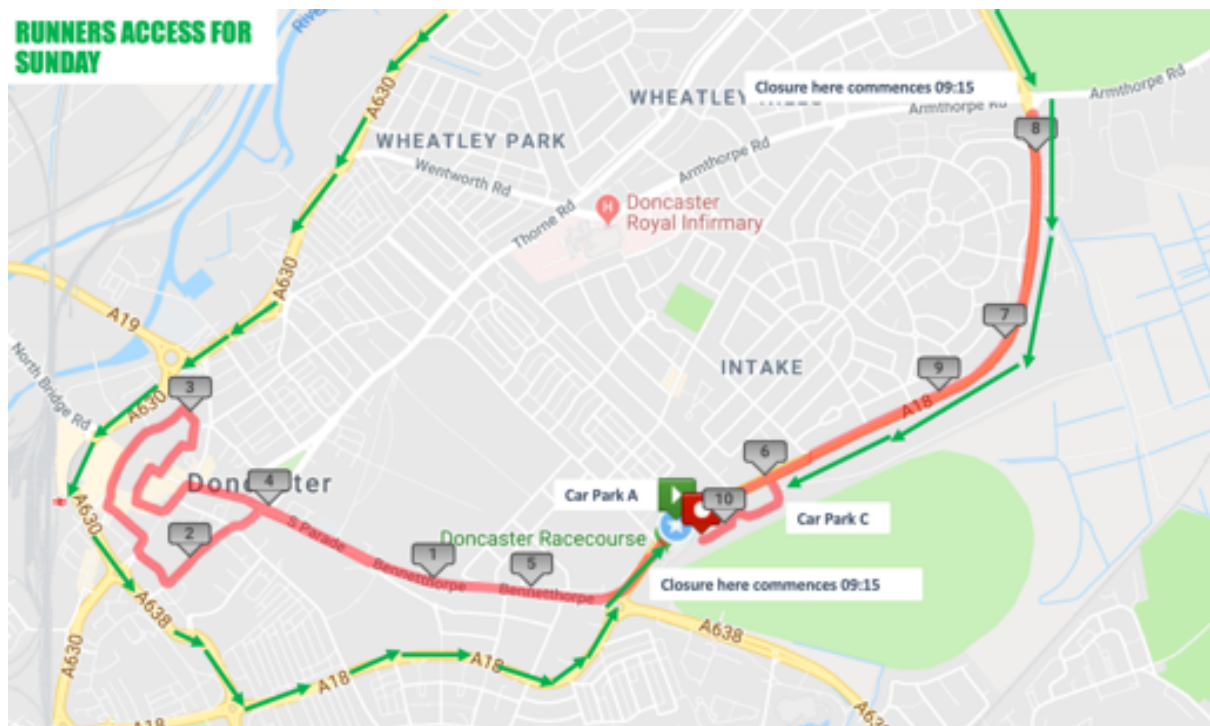 RUNNERS ACCESS FOR
SUNDAY
A630
Closure here commences 09:15
WHEATLEY
Armthorpe Rd
Armthorpe Rd
8
WHEATLEY PARK
Wentworth Rd
Armthorpe Rd
Thorne Rd
H
Doncaster
Royal Infirmary
A630
A19
North Bridge Rd
A630
3
7
INTAKE
9
A18
6
4
Doncaster
Car Park A
10
Car Park C
A630
2
S Parade
1
5
Bennetthorpe
Bennetthorpe
Doncaster Racecourse
Closure here commences 09:15
A638
A638
A630
A18
A18
A18